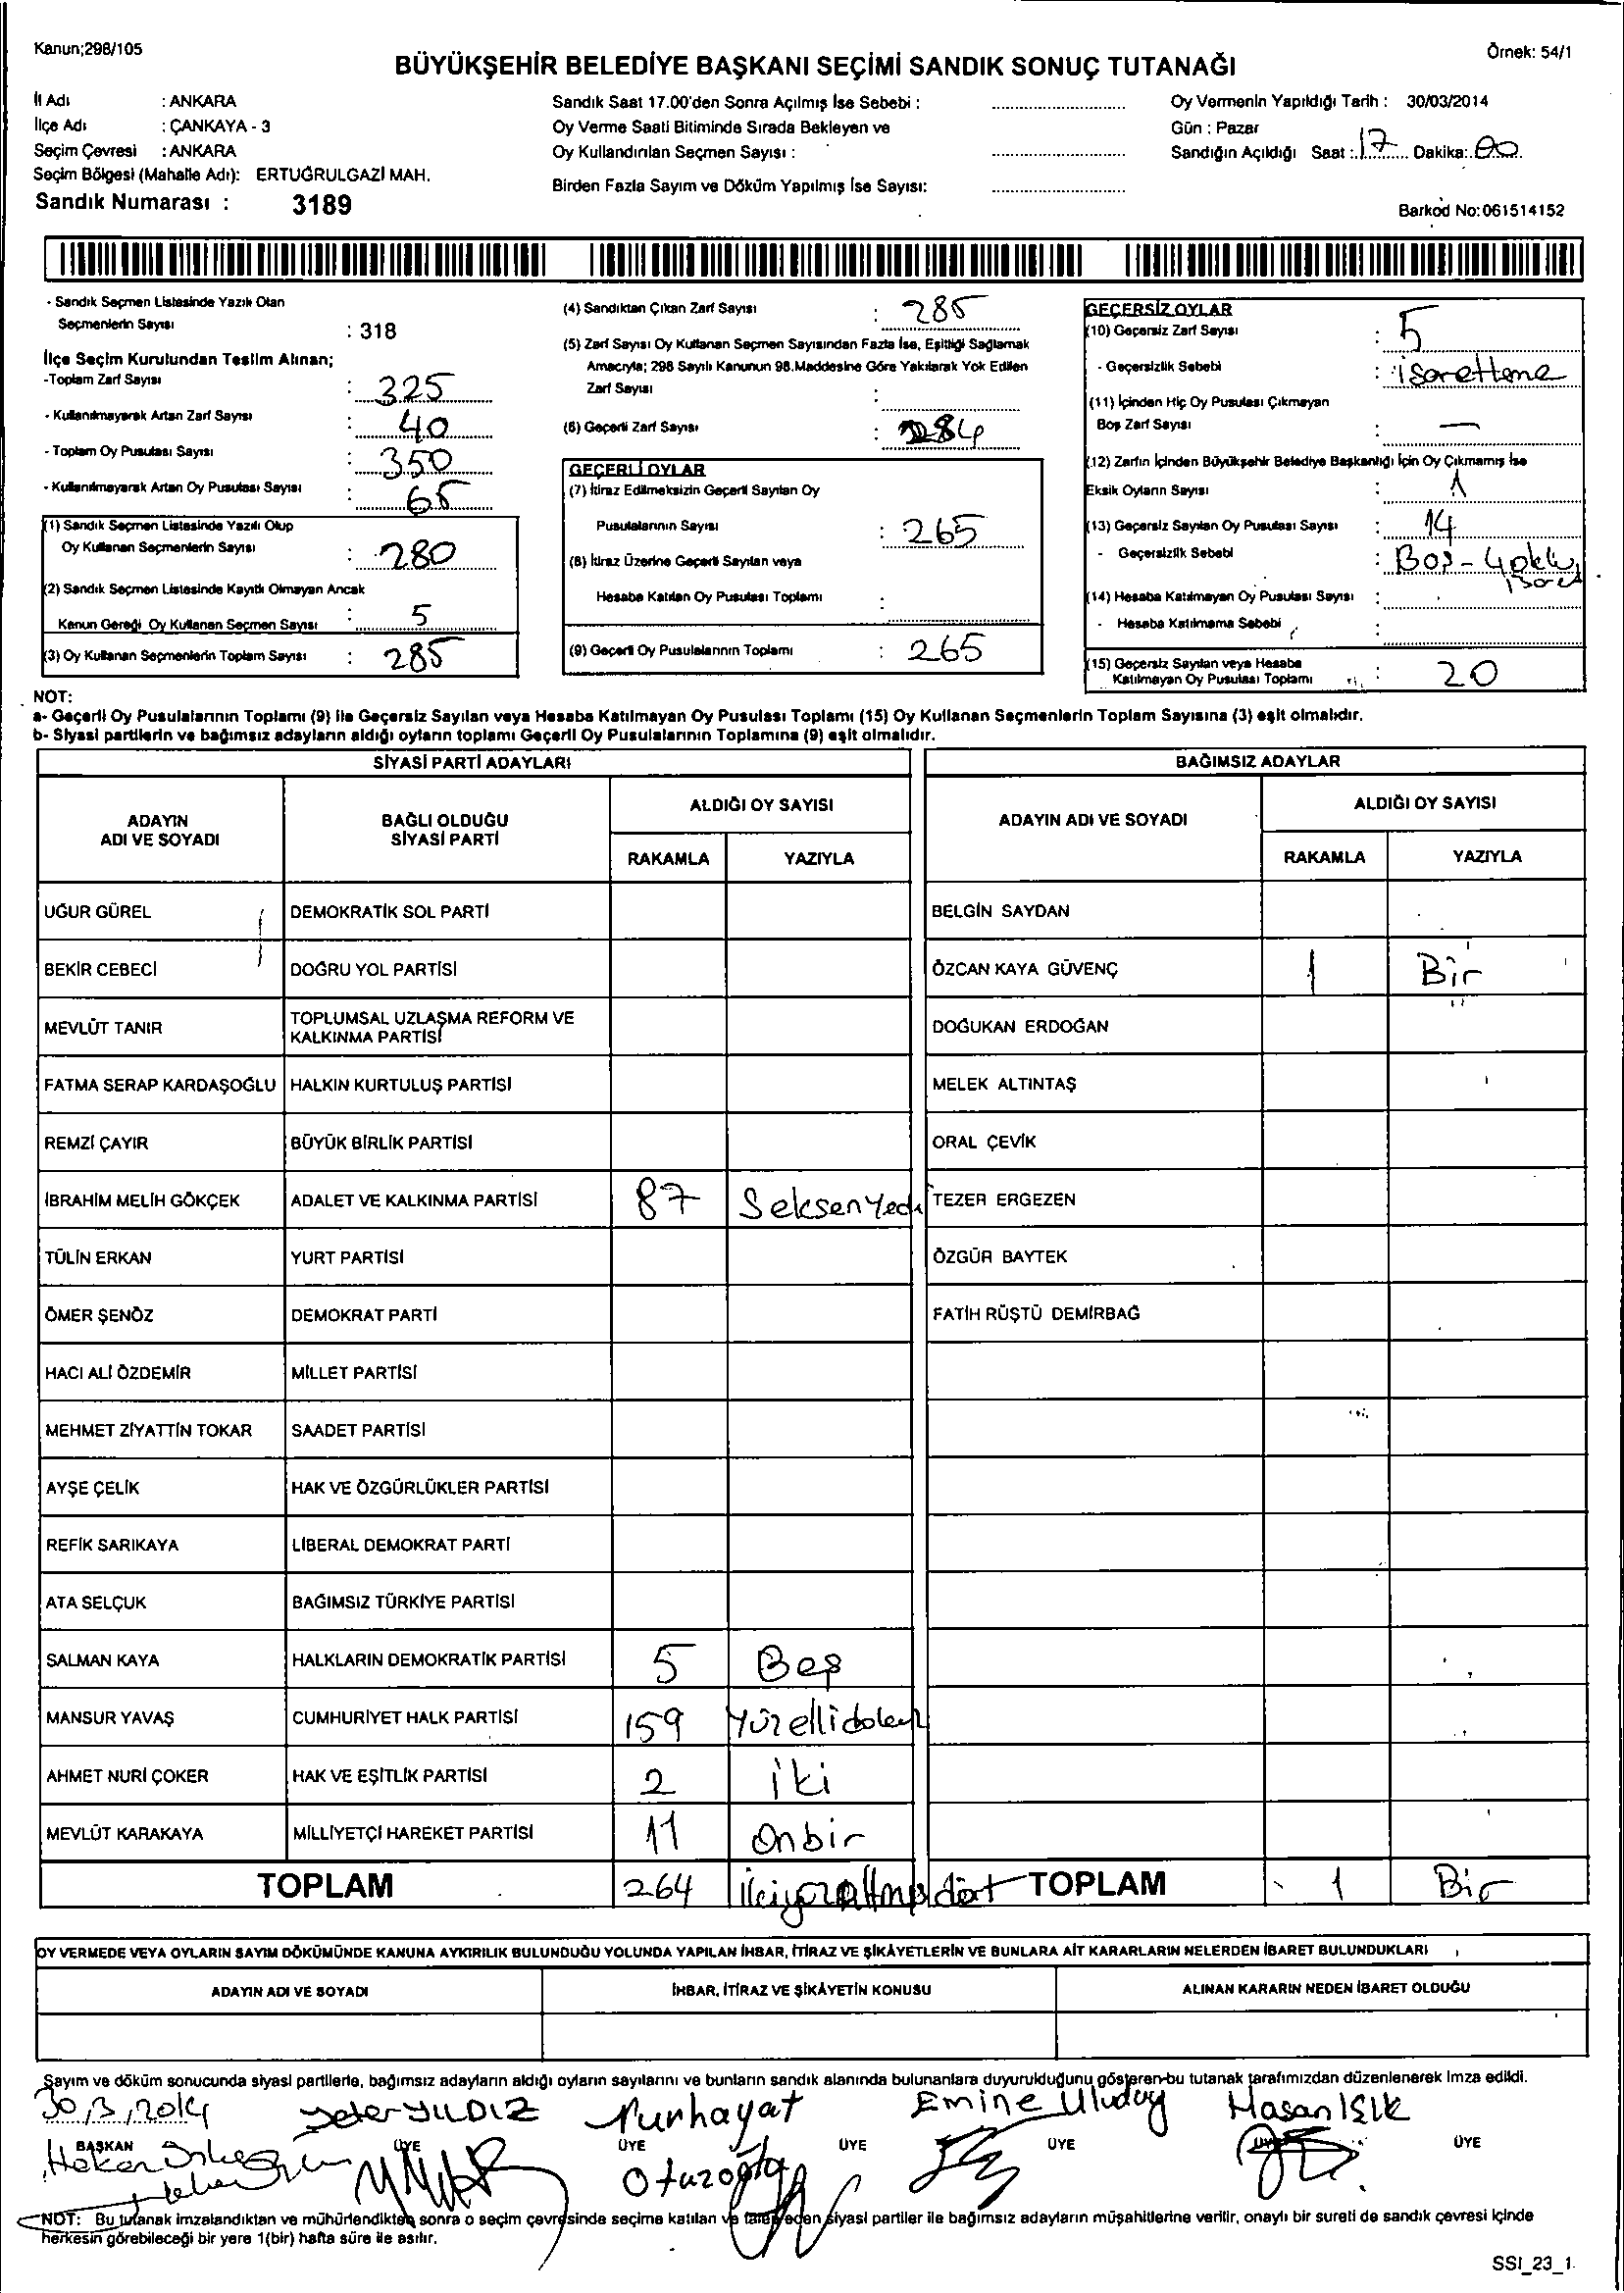 Kanun;298/105
Örnek: 54/1
BÜYÜKŞEHİR BELEDİYE BAŞKANI SEÇİMİ SANDIK SONUÇ TUTANAĞI
İl Adı : ANKARA
İlçe Adı : ÇANKAYA - 3
Seçim Çevresi : ANKARA
Seçim Bölgesi (Mahalle Adı): ERTUĞRULGAZİ MAH.
Sandık Numarası : 3189
Sandık Saat 17.00'den Sonra Açılmış İse Sebebi :
Oy Verme Saati Bitiminde Sırada Bekleyen ve
Oy Kullandırılan Seçmen Sayısı :
Birden Fazla Sayım ve Döküm Yapılmış İse Sayısı:
Oy Vermenin Yapıldığı Tarih : 30/03/2014
Gün : Pazar
Sandığın Açıldığı Saat : 17 Dakika: 00
Barkod No:061514152
- Sandık Seçmen Listesinde Yazılı Olan
Seçmenlerin Sayısı : 318
İlçe Seçim Kurulundan Teslim Alınan;
-Toplam Zarf Sayısı : 325
- Kullanılmayarak Artan Zarf Sayısı : 40
- Toplam Oy Pusulası Sayısı : 350
- Kullanılmayarak Artan Oy Pusulası Sayısı : 65
(1) Sandık Seçmen Listesinde Yazılı Olup
Oy Kullanan Seçmenlerin Sayısı : 280
(2) Sandık Seçmen Listesinde Kayıtlı Olmayan Ancak
Kanun Gereği Oy Kullanan Seçmen Sayısı : 5
(3) Oy Kullanan Seçmenlerin Toplam Sayısı : 285
(4) Sandıktan Çıkan Zarf Sayısı : 285
(5) Zarf Sayısı Oy Kullanan Seçmen Sayısından Fazla İse, Eşitliği Sağlamak
Amacıyla; 298 Sayılı Kanunun 98.Maddesine Göre Yakılarak Yok Edilen
Zarf Sayısı :
(6) Geçerli Zarf Sayısı : 284
GEÇERLİ OYLAR
(7) İtiraz Edilmeksizin Geçerli Sayılan Oy
Pusulalarının Sayısı : 265
(8) İtiraz Üzerine Geçerli Sayılan veya
Hesaba Katılan Oy Pusulası Toplamı :
(9) Geçerli Oy Pusulalarının Toplamı : 265
GEÇERSİZ OYLAR
(10) Geçersiz Zarf Sayısı : 5
- Geçersizlik Sebebi : işaretleme
(11) İçinden Hiç Oy Pusulası Çıkmayan
Boş Zarf Sayısı : —
(12) Zarfın İçinden Büyükşehir Belediye Başkanlığı İçin Oy Çıkmamış İse
Eksik Oyların Sayısı : 1
(13) Geçersiz Sayılan Oy Pusulası Sayısı : 14
- Geçersizlik Sebebi : Boş -
(14) Hesaba Katılmayan Oy Pusulası Sayısı :
- Hesaba Katılmama Sebebi :
(15) Geçersiz Sayılan veya Hesaba
Katılmayan Oy Pusulası Toplamı : 20
NOT:
a- Geçerli Oy Pusulalarının Toplamı (9) ile Geçersiz Sayılan veya Hesaba Katılmayan Oy Pusulası Toplamı (15) Oy Kullanan Seçmenlerin Toplam Sayısına (3) eşit olmalıdır.
b- Siyasi partilerin ve bağımsız adayların aldığı oyların toplamı Geçerli Oy Pusulalarının Toplamına (9) eşit olmalıdır.
SİYASİ PARTİ ADAYLARI
BAĞIMSIZ ADAYLAR
ADAYIN ADI VE SOYADI
BAĞLI OLDUĞU SİYASİ PARTİ
ALDIĞI OY SAYISI
RAKAMLA YAZIYLA
ADAYIN ADI VE SOYADI
ALDIĞI OY SAYISI
RAKAMLA YAZIYLA
UĞUR GÜREL DEMOKRATİK SOL PARTİ BELGİN SAYDAN
BEKİR CEBECİ DOĞRU YOL PARTİSİ ÖZCAN KAYA GÜVENÇ 1 Bir
MEVLÜT TANIR TOPLUMSAL UZLAŞMA REFORM VE KALKINMA PARTİSİ DOĞUKAN ERDOĞAN
FATMA SERAP KARDAŞOĞLU HALKIN KURTULUŞ PARTİSİ MELEK ALTINTAŞ
REMZİ ÇAYIR BÜYÜK BİRLİK PARTİSİ ORAL ÇEVİK
İBRAHİM MELİH GÖKÇEK ADALET VE KALKINMA PARTİSİ 87 SeksenYedi TEZER ERGEZEN
TÜLİN ERKAN YURT PARTİSİ ÖZGÜR BAYTEK
ÖMER ŞENÖZ DEMOKRAT PARTİ FATİH RÜŞTÜ DEMİRBAĞ
HACI ALİ ÖZDEMİR MİLLET PARTİSİ
MEHMET ZİYATTİN TOKAR SAADET PARTİSİ
AYŞE ÇELİK HAK VE ÖZGÜRLÜKLER PARTİSİ
REFİK SARIKAYA LİBERAL DEMOKRAT PARTİ
ATA SELÇUK BAĞIMSIZ TÜRKİYE PARTİSİ
SALMAN KAYA HALKLARIN DEMOKRATİK PARTİSİ 5 Beş
MANSUR YAVAŞ CUMHURİYET HALK PARTİSİ 159 Yüzellidokuz
AHMET NURİ ÇOKER HAK VE EŞİTLİK PARTİSİ 2 iki
MEVLÜT KARAKAYA MİLLİYETÇİ HAREKET PARTİSİ 11 Onbir
TOPLAM 264 ikiyüzaltmışdört TOPLAM 1 Bir
OY VERMEDE VEYA OYLARIN SAYIM DÖKÜMÜNDE KANUNA AYKIRILIK BULUNDUĞU YOLUNDA YAPILAN İHBAR, İTİRAZ VE ŞİKÂYETLERİN VE BUNLARA AİT KARARLARIN NELERDEN İBARET BULUNDUKLARI
ADAYIN ADI VE SOYADI İHBAR, İTİRAZ VE ŞİKÂYETİN KONUSU ALINAN KARARIN NEDEN İBARET OLDUĞU
Sayım ve döküm sonucunda siyasi partilerle, bağımsız adayların aldığı oyların sayılarını ve bunların sandık alanında bulunanlara duyurulduğunu gösteren bu tutanak tarafımızdan düzenlenerek imza edildi.
30/3/2014 Yeter YILDIZ Nurhayat Emine Uludağ Hasan IŞIK
BAŞKAN ÜYE ÜYE ÜYE ÜYE ÜYE ÜYE
Otuzoğlu
NOT: Bu tutanak imzalandıktan ve mühürlendikten sonra o seçim çevresinde seçime katılan ve talep eden siyasi partiler ile bağımsız adayların müşahitlerine verilir, onaylı bir sureti de sandık çevresi içinde
herkesin görebileceği bir yere 1(bir) hafta süre ile asılır.
SSI_23_1